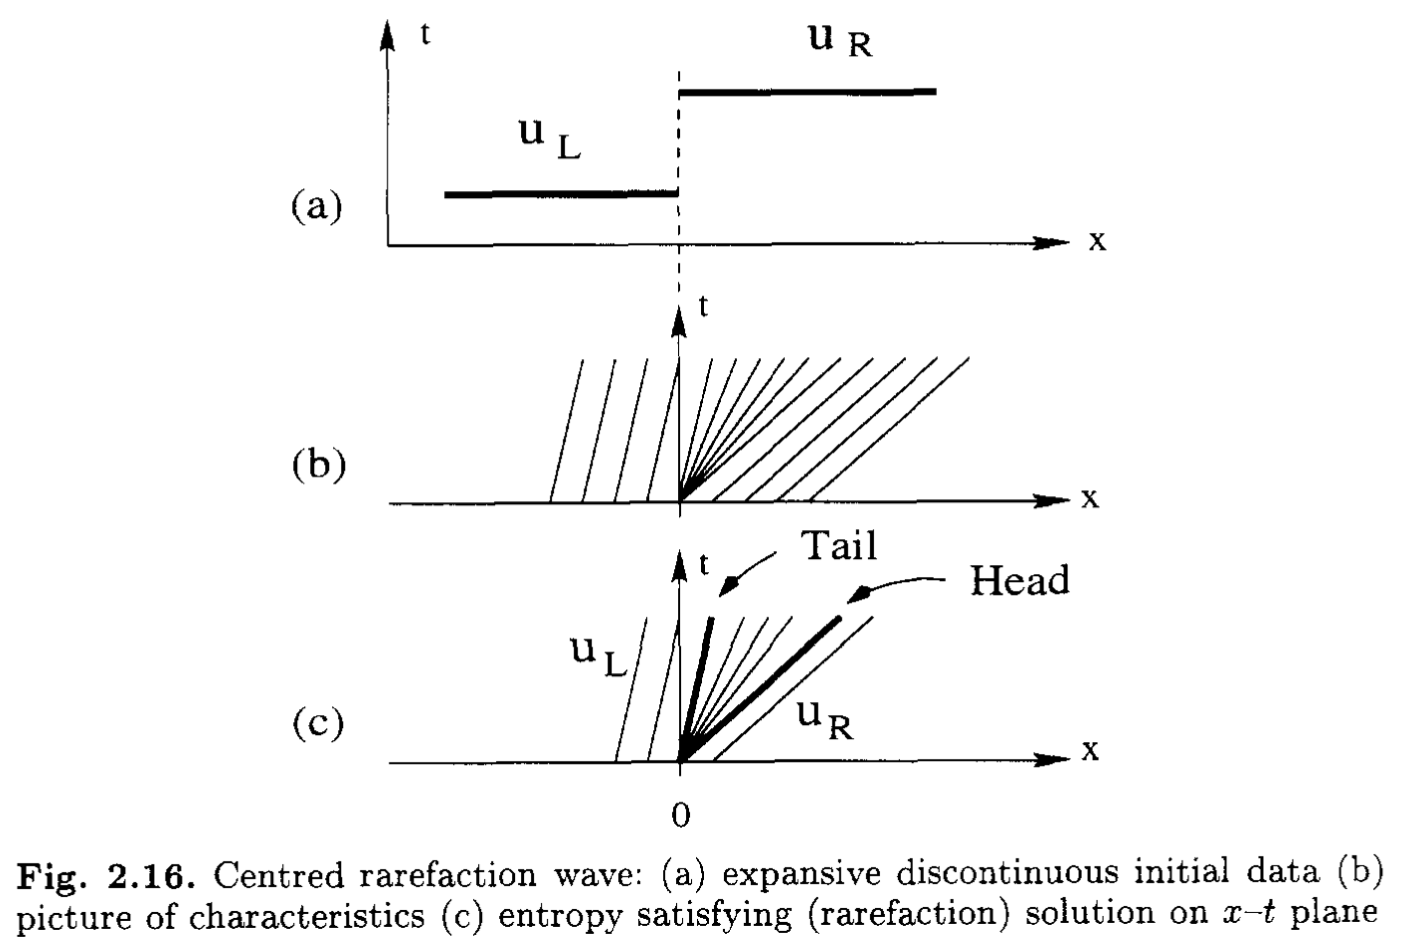 t
u R
u L
(a)
x
t
(b)
x
Tail
t
Head
u L
u R
(c)
x
0
Fig. 2.16. Centred rarefaction wave: (a) expansive discontinuous initial data (b)
picture of characteristics (c) entropy satisfying (rarefaction) solution on x–t plane